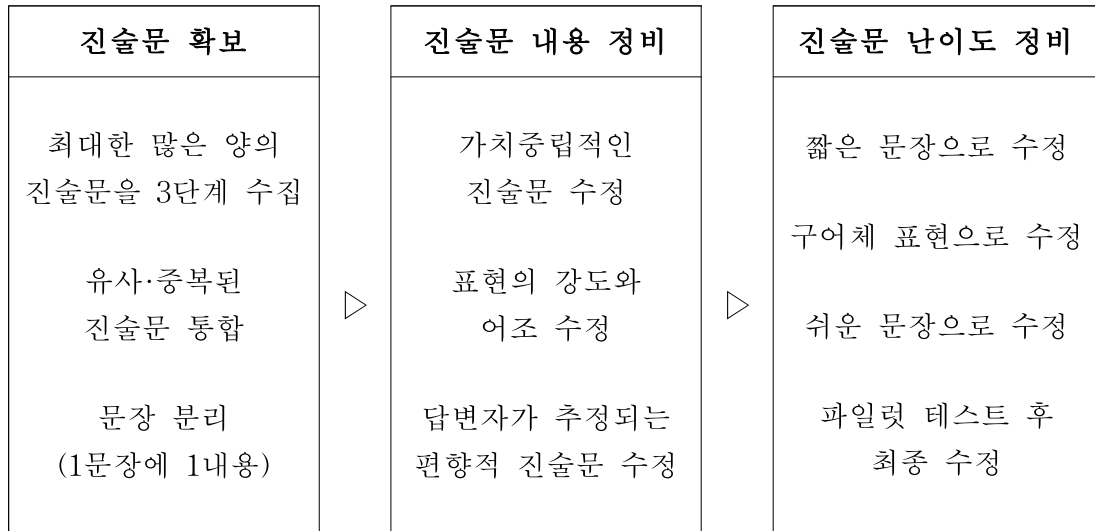 진술문 확보
최대한 많은 양의
진술문을 3단계 수집
유사·중복된
진술문 통합
문장 분리
(1문장에 1내용)
진술문 내용 정비
가치중립적인
진술문 수정
표현의 강도와
어조 수정
답변자가 추정되는
편향적 진술문 수정
진술문 난이도 정비
짧은 문장으로 수정
구어체 표현으로 수정
쉬운 문장으로 수정
파일럿 테스트 후
최종 수정